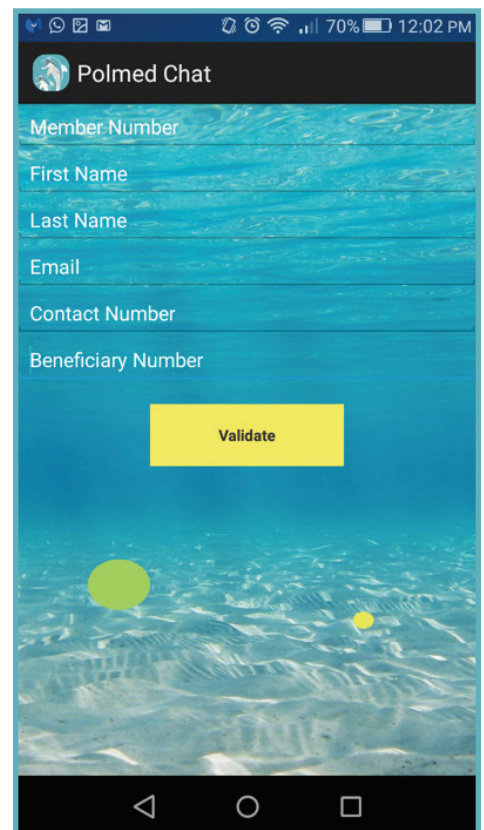 70% 12:02 PM
Polmed Chat
Member Number
First Name
Last Name
Email
Contact Number
Beneficiary Number
Validate